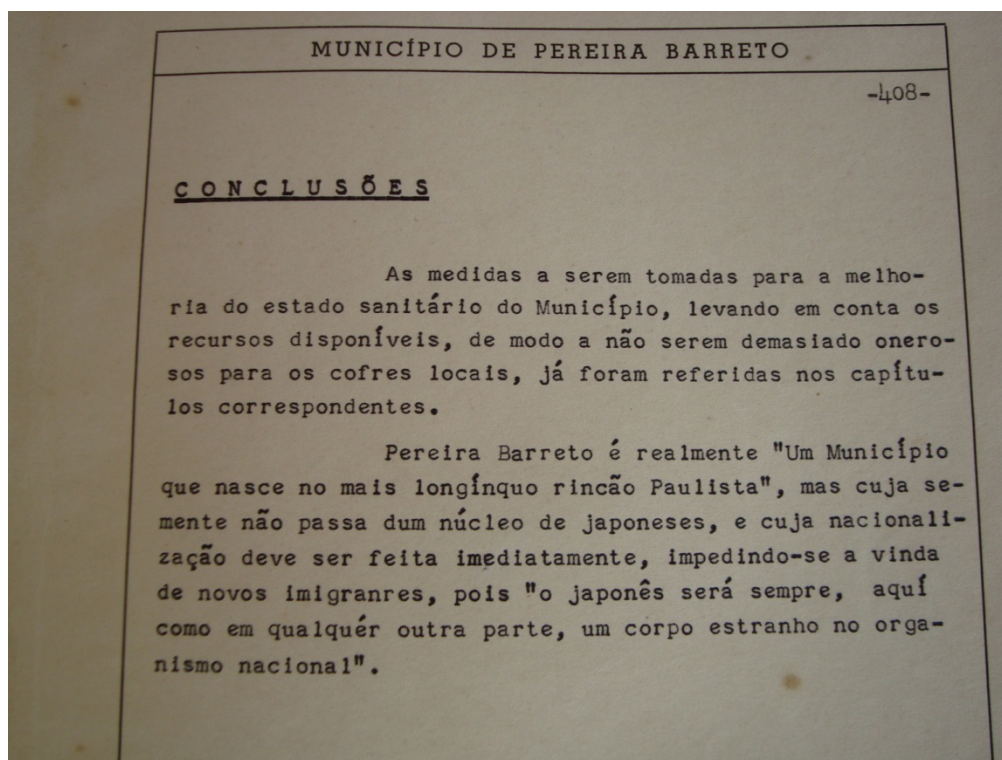 MUNICÍPIO DE PEREIRA BARRETO
-408-
CONCLUSÕES
As medidas a serem tomadas para a melho-
ria do estado sanitário do Município, levando em conta os
recursos disponíveis, de modo a não serem demasiado onero-
sos para os cofres locais, já foram referidas nos capítu-
los correspondentes.
Pereira Barreto é realmente "Um Município
que nasce no mais longínquo rincão Paulista", mas cuja se-
mente não passa dum núcleo de japoneses, e cuja nacionali-
zação deve ser feita imediatamente, impedindo-se a vinda
de novos imigranres, pois "o japonês será sempre, aquí
como em qualquér outra parte, um corpo estranho no orga-
nismo nacional".